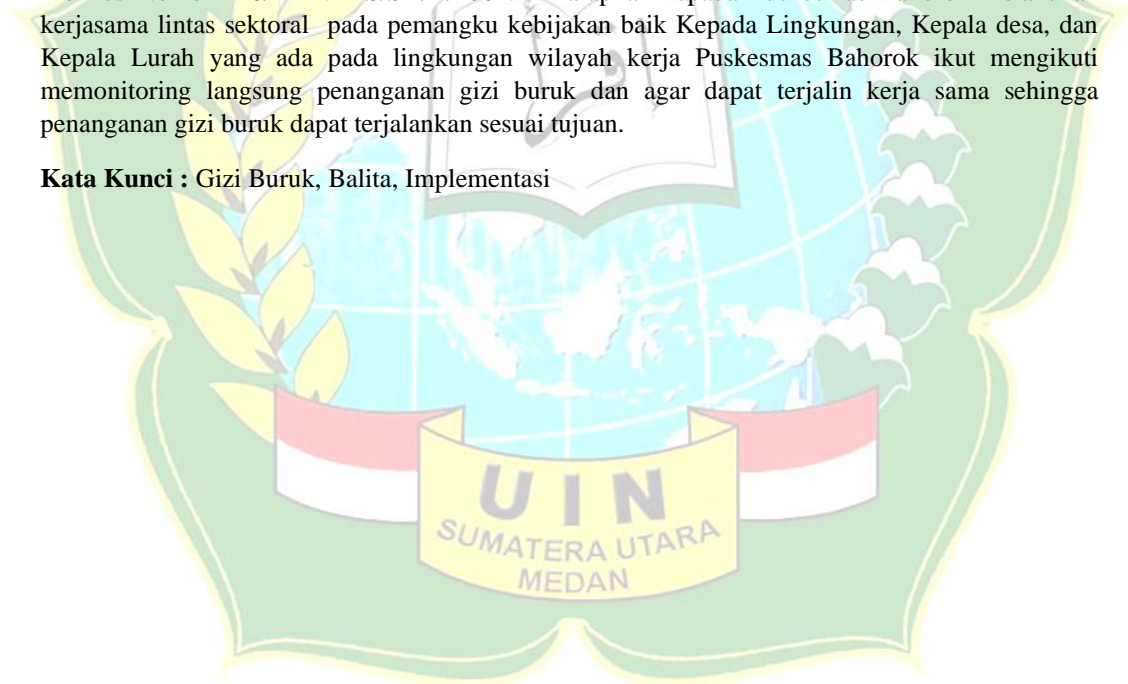 kerjasama lintas sektoral pada pemangku kebijakan baik Kepada Lingkungan, Kepala desa, dan
Kepala Lurah yang ada pada lingkungan wilayah kerja Puskesmas Bahorok ikut mengikuti
memonitoring langsung penanganan gizi buruk dan agar dapat terjalin kerja sama sehingga
penanganan gizi buruk dapat terjalankan sesuai tujuan.
Kata Kunci : Gizi Buruk, Balita, Implementasi
UIN
SUMATERA UTARA
MEDAN